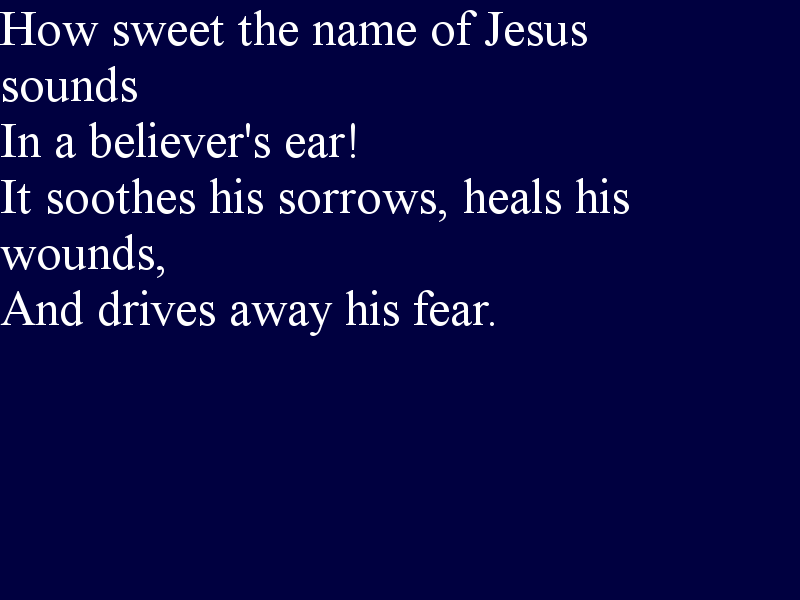 How sweet the name of Jesus
sounds
In a believer's ear!
It soothes his sorrows, heals his
wounds,
And drives away his fear.